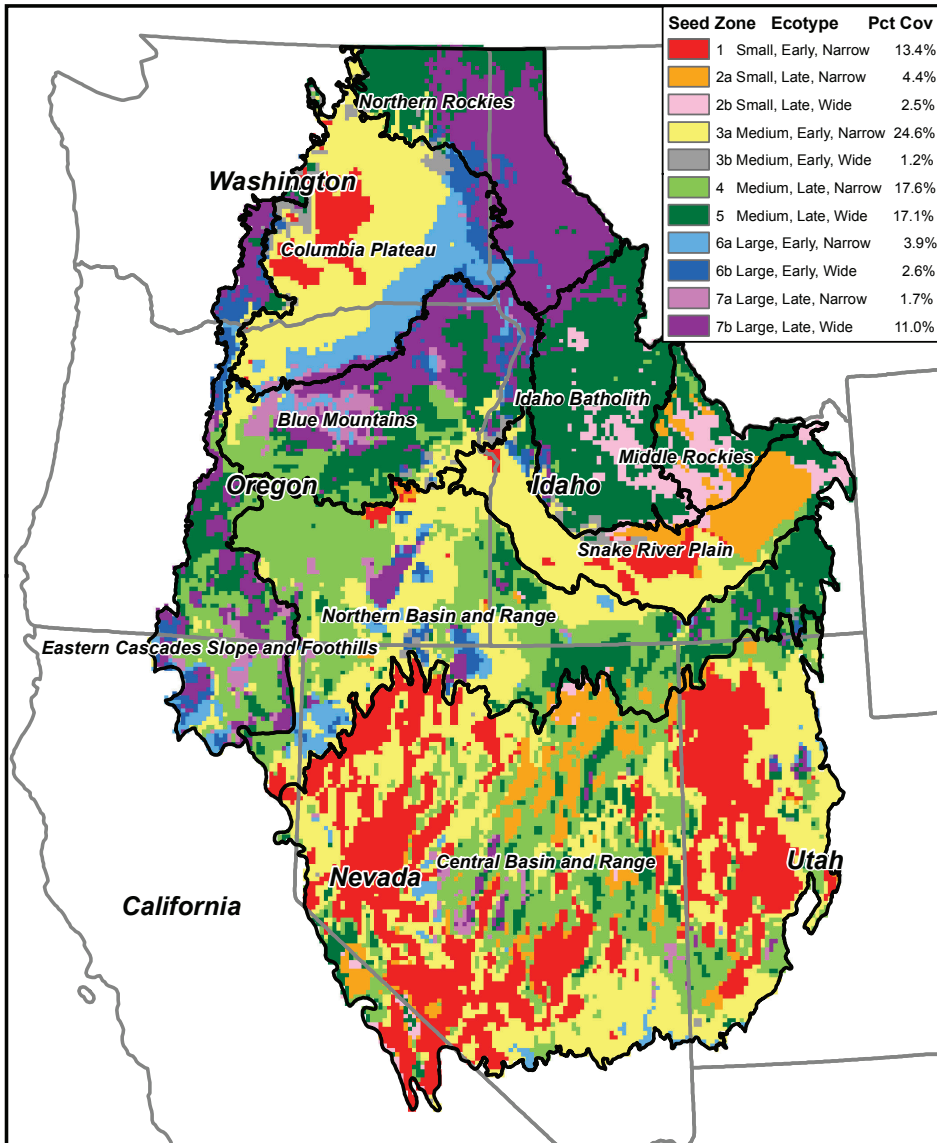 Seed Zone Ecotype Pct Cov
1 Small, Early, Narrow 13.4%
2a Small, Late, Narrow 4.4%
2b Small, Late, Wide 2.5%
3a Medium, Early, Narrow 24.6%
3b Medium, Early, Wide 1.2%
4 Medium, Late, Narrow 17.6%
5 Medium, Late, Wide 17.1%
6a Large, Early, Narrow 3.9%
6b Large, Early, Wide 2.6%
7a Large, Late, Narrow 1.7%
7b Large, Late, Wide 11.0%
Northern Rockies
Washington
Columbia Plateau
Idaho Batholith
Blue Mountains
Middle Rockies
Oregon
Idaho
Snake River Plain
Northern Basin and Range
Eastern Cascades Slope and Foothills
Central Basin and Range
Utah
Nevada
California